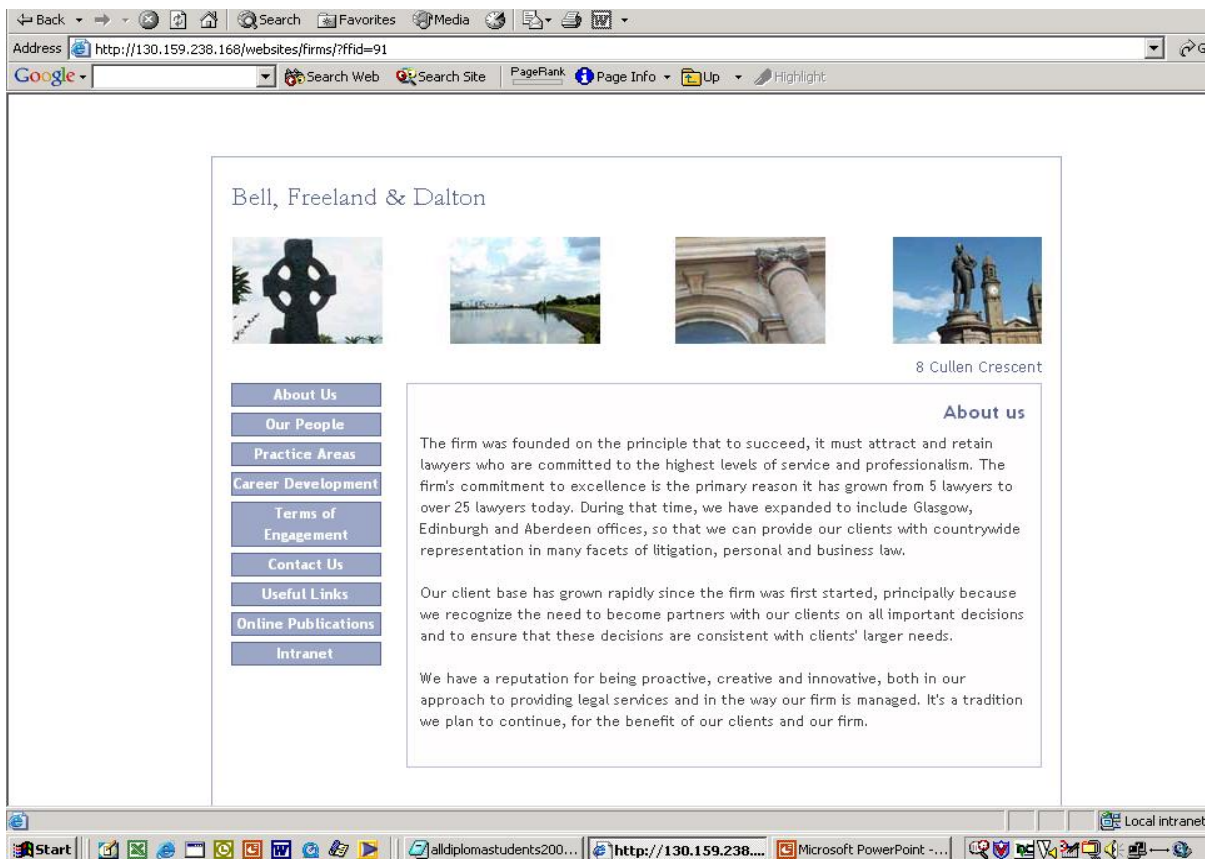 Back Search Favorites Media
Address http://130.159.238.168/websites/firms/?ffid=91
Google Search Web Search Site PageRank Page Info Up Highlight
Bell, Freeland & Dalton
8 Cullen Crescent
About Us
Our People
Practice Areas
Career Development
Terms of
Engagement
Contact Us
Useful Links
Online Publications
Intranet
About us
The firm was founded on the principle that to succeed, it must attract and retain
lawyers who are committed to the highest levels of service and professionalism. The
firm's commitment to excellence is the primary reason it has grown from 5 lawyers to
over 25 lawyers today. During that time, we have expanded to include Glasgow,
Edinburgh and Aberdeen offices, so that we can provide our clients with countrywide
representation in many facets of litigation, personal and business law.
Our client base has grown rapidly since the firm was first started, principally because
we recognize the need to become partners with our clients on all important decisions
and to ensure that these decisions are consistent with clients' larger needs.
We have a reputation for being proactive, creative and innovative, both in our
approach to providing legal services and in the way our firm is managed. It's a tradition
we plan to continue, for the benefit of our clients and our firm.
Local intranet
Start alldiplomastudents200... http://130.159.238.... Microsoft PowerPoint -...